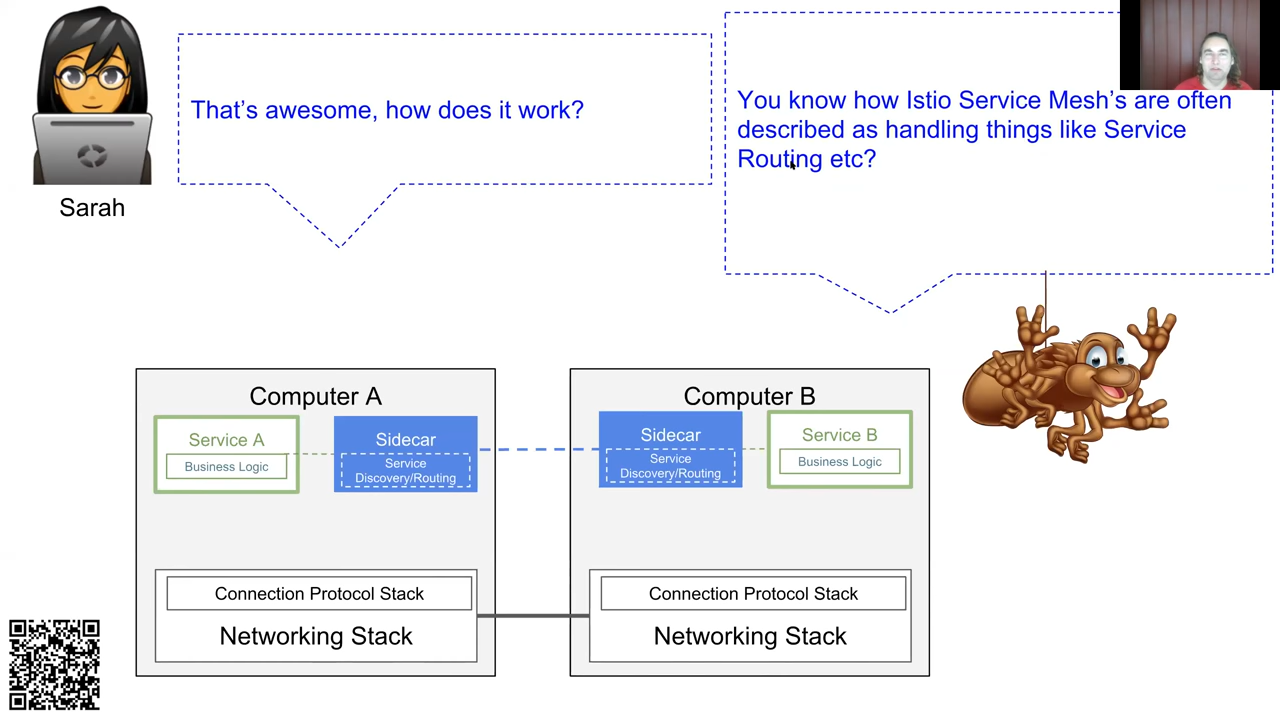 That's awesome, how does it work?
You know how Istio Service Mesh's are often
described as handling things like Service
Routing etc?
Sarah
Computer A
Service A
Business Logic
Sidecar
Service
Discovery/Routing
Connection Protocol Stack
Networking Stack
Computer B
Sidecar
Service
Discovery/Routing
Service B
Business Logic
Connection Protocol Stack
Networking Stack